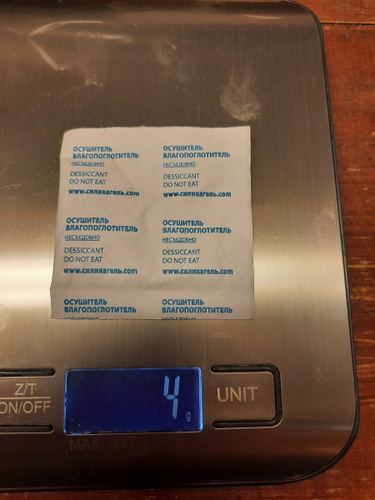 ОСУШИТЕЛЬ
ВЛАГОПОГЛОТИТЕЛЬ
НЕСЪЕДОБНО
DESSICCANT
DO NOT EAT
www.силикагель.com
ОСУШИТЕЛЬ
ВЛАГОПОГЛОТИТЕЛЬ
НЕСЪЕДОБНО
DESSICCANT
DO NOT EAT
www.силикагель.com
ОСУШИТЕЛЬ
ВЛАГОПОГЛОТИТЕЛЬ
НЕСЪЕДОБНО
DESSICCANT
DO NOT EAT
www.силикагель.com
ОСУШИТЕЛЬ
ВЛАГОПОГЛОТИТЕЛЬ
НЕСЪЕДОБНО
DESSICCANT
DO NOT EAT
www.силикагель.com
ОСУШИТЕЛЬ
ВЛАГОПОГЛОТИТЕЛЬ
ОСУШИТЕЛЬ
ВЛАГОПОГЛОТИТЕЛЬ
Z/T
ON/OFF
4 g
UNIT
MAX.